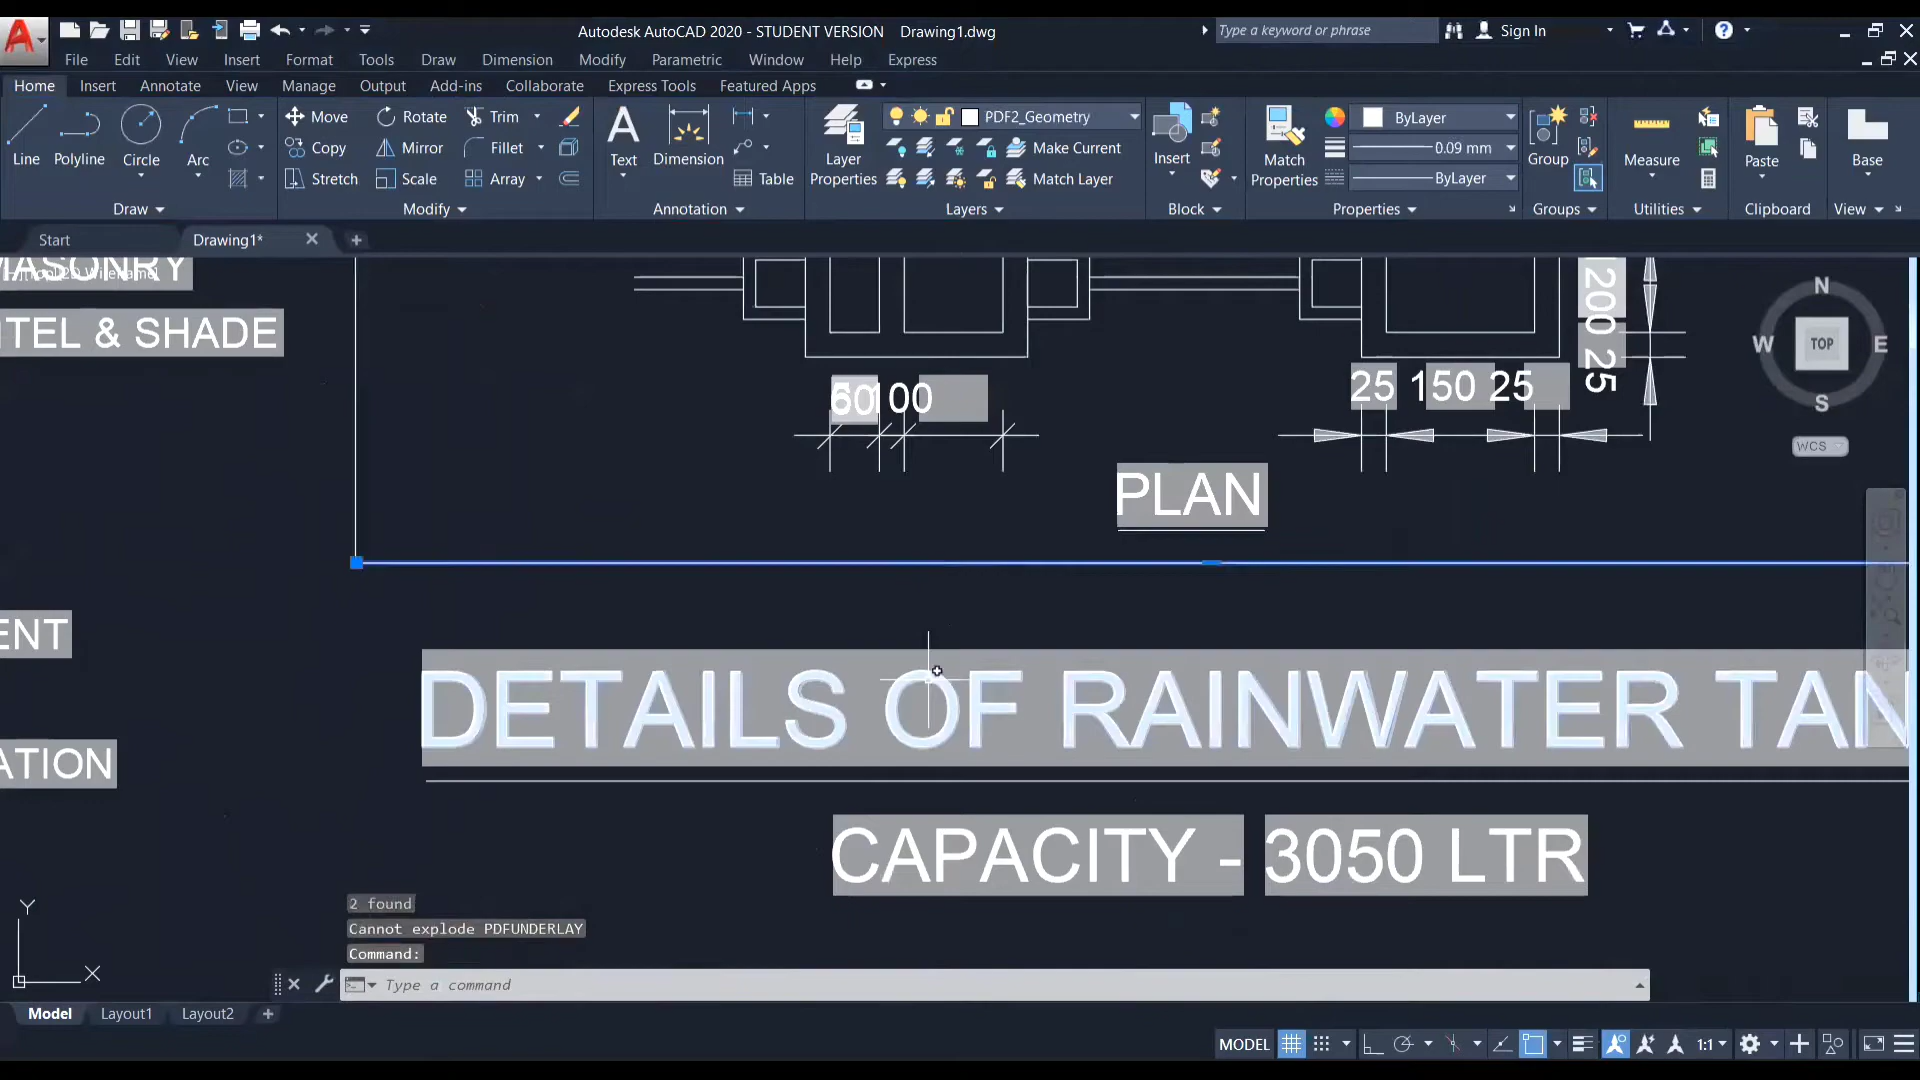 Autodesk AutoCAD 2020 - STUDENT VERSION Drawing1.dwg
Type a keyword or phrase
Sign In
File Edit View Insert Format Tools Draw Dimension Modify Parametric Window Help Express
Home Insert Annotate View Manage Output Add-ins Collaborate Express Tools Featured Apps
Line Polyline Circle Arc
Move Rotate Trim
Copy Mirror Fillet
Stretch Scale Array
Text Dimension Table
Layer Properties
PDF2_Geometry
Make Current
Match Layer
Insert
Match Properties
ByLayer
0.09 mm
ByLayer
Group
Measure
Paste
Base
Draw Modify Annotation Layers Block Properties Groups Utilities Clipboard View
Start Drawing1*
MASONRY
TEL & SHADE
ENT
ATION
200 25
100
25 150 25
PLAN
N
W TOP E
S
WCS
DETAILS OF RAINWATER TAN
CAPACITY - 3050 LTR
2 found
Cannot explode PDFUNDERLAY
Command:
Type a command
Y
X
Model Layout1 Layout2
MODEL 1:1